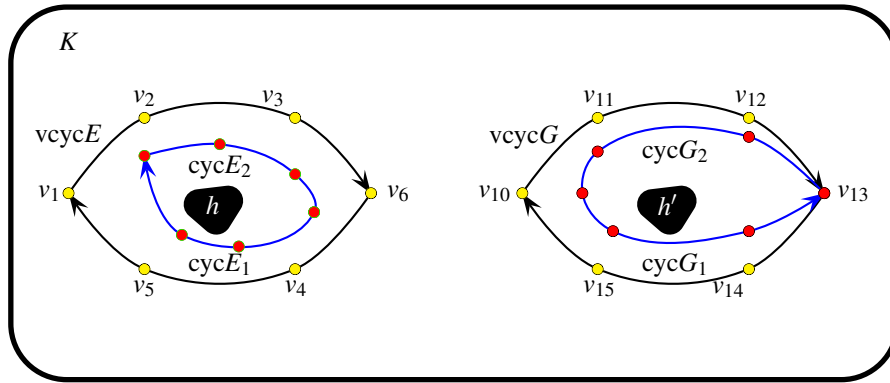 K
v₂ v₃ v₁₁ v₁₂
vcycE vcycG
cycE₂ cycG₂
v₁ v₆ v₁₀ v₁₃
h h′
cycE₁ cycG₁
v₅ v₄ v₁₅ v₁₄